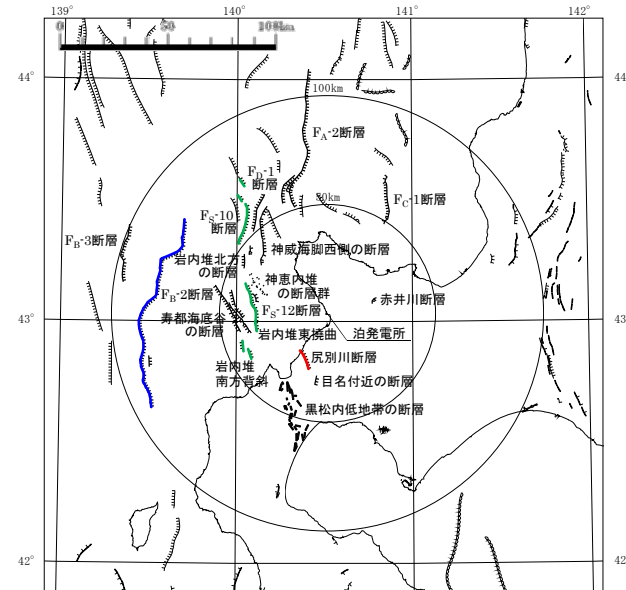 139° 140° 141° 142°
0 50 100km
44° 44
100km
FA-2断層
FD-1
断層
30km
FC-1断層
FS-10
断層
FB-3断層
神威海脚西側の断層
岩内堆北方
の断層
神恵内堆
の断層群
FB-2断層
赤井川断層
FS-12断層
寿都海底谷
の断層
43° 43
岩内堆東撓曲
泊発電所
尻別川断層
岩内堆
南方背斜
目名付近の断層
黒松内低地帯の断層
42° 42